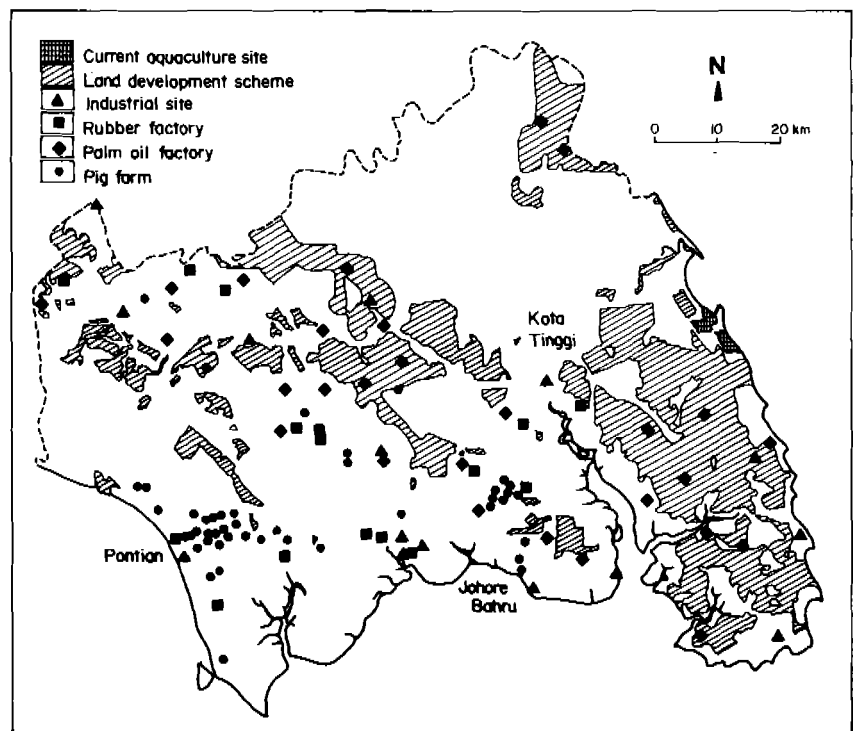 Current aquaculture site
Land development scheme
Industrial site
Rubber factory
Palm oil factory
Pig farm
N
0 10 20 km
Kota
Tinggi
Pontian
Johore
Bahru